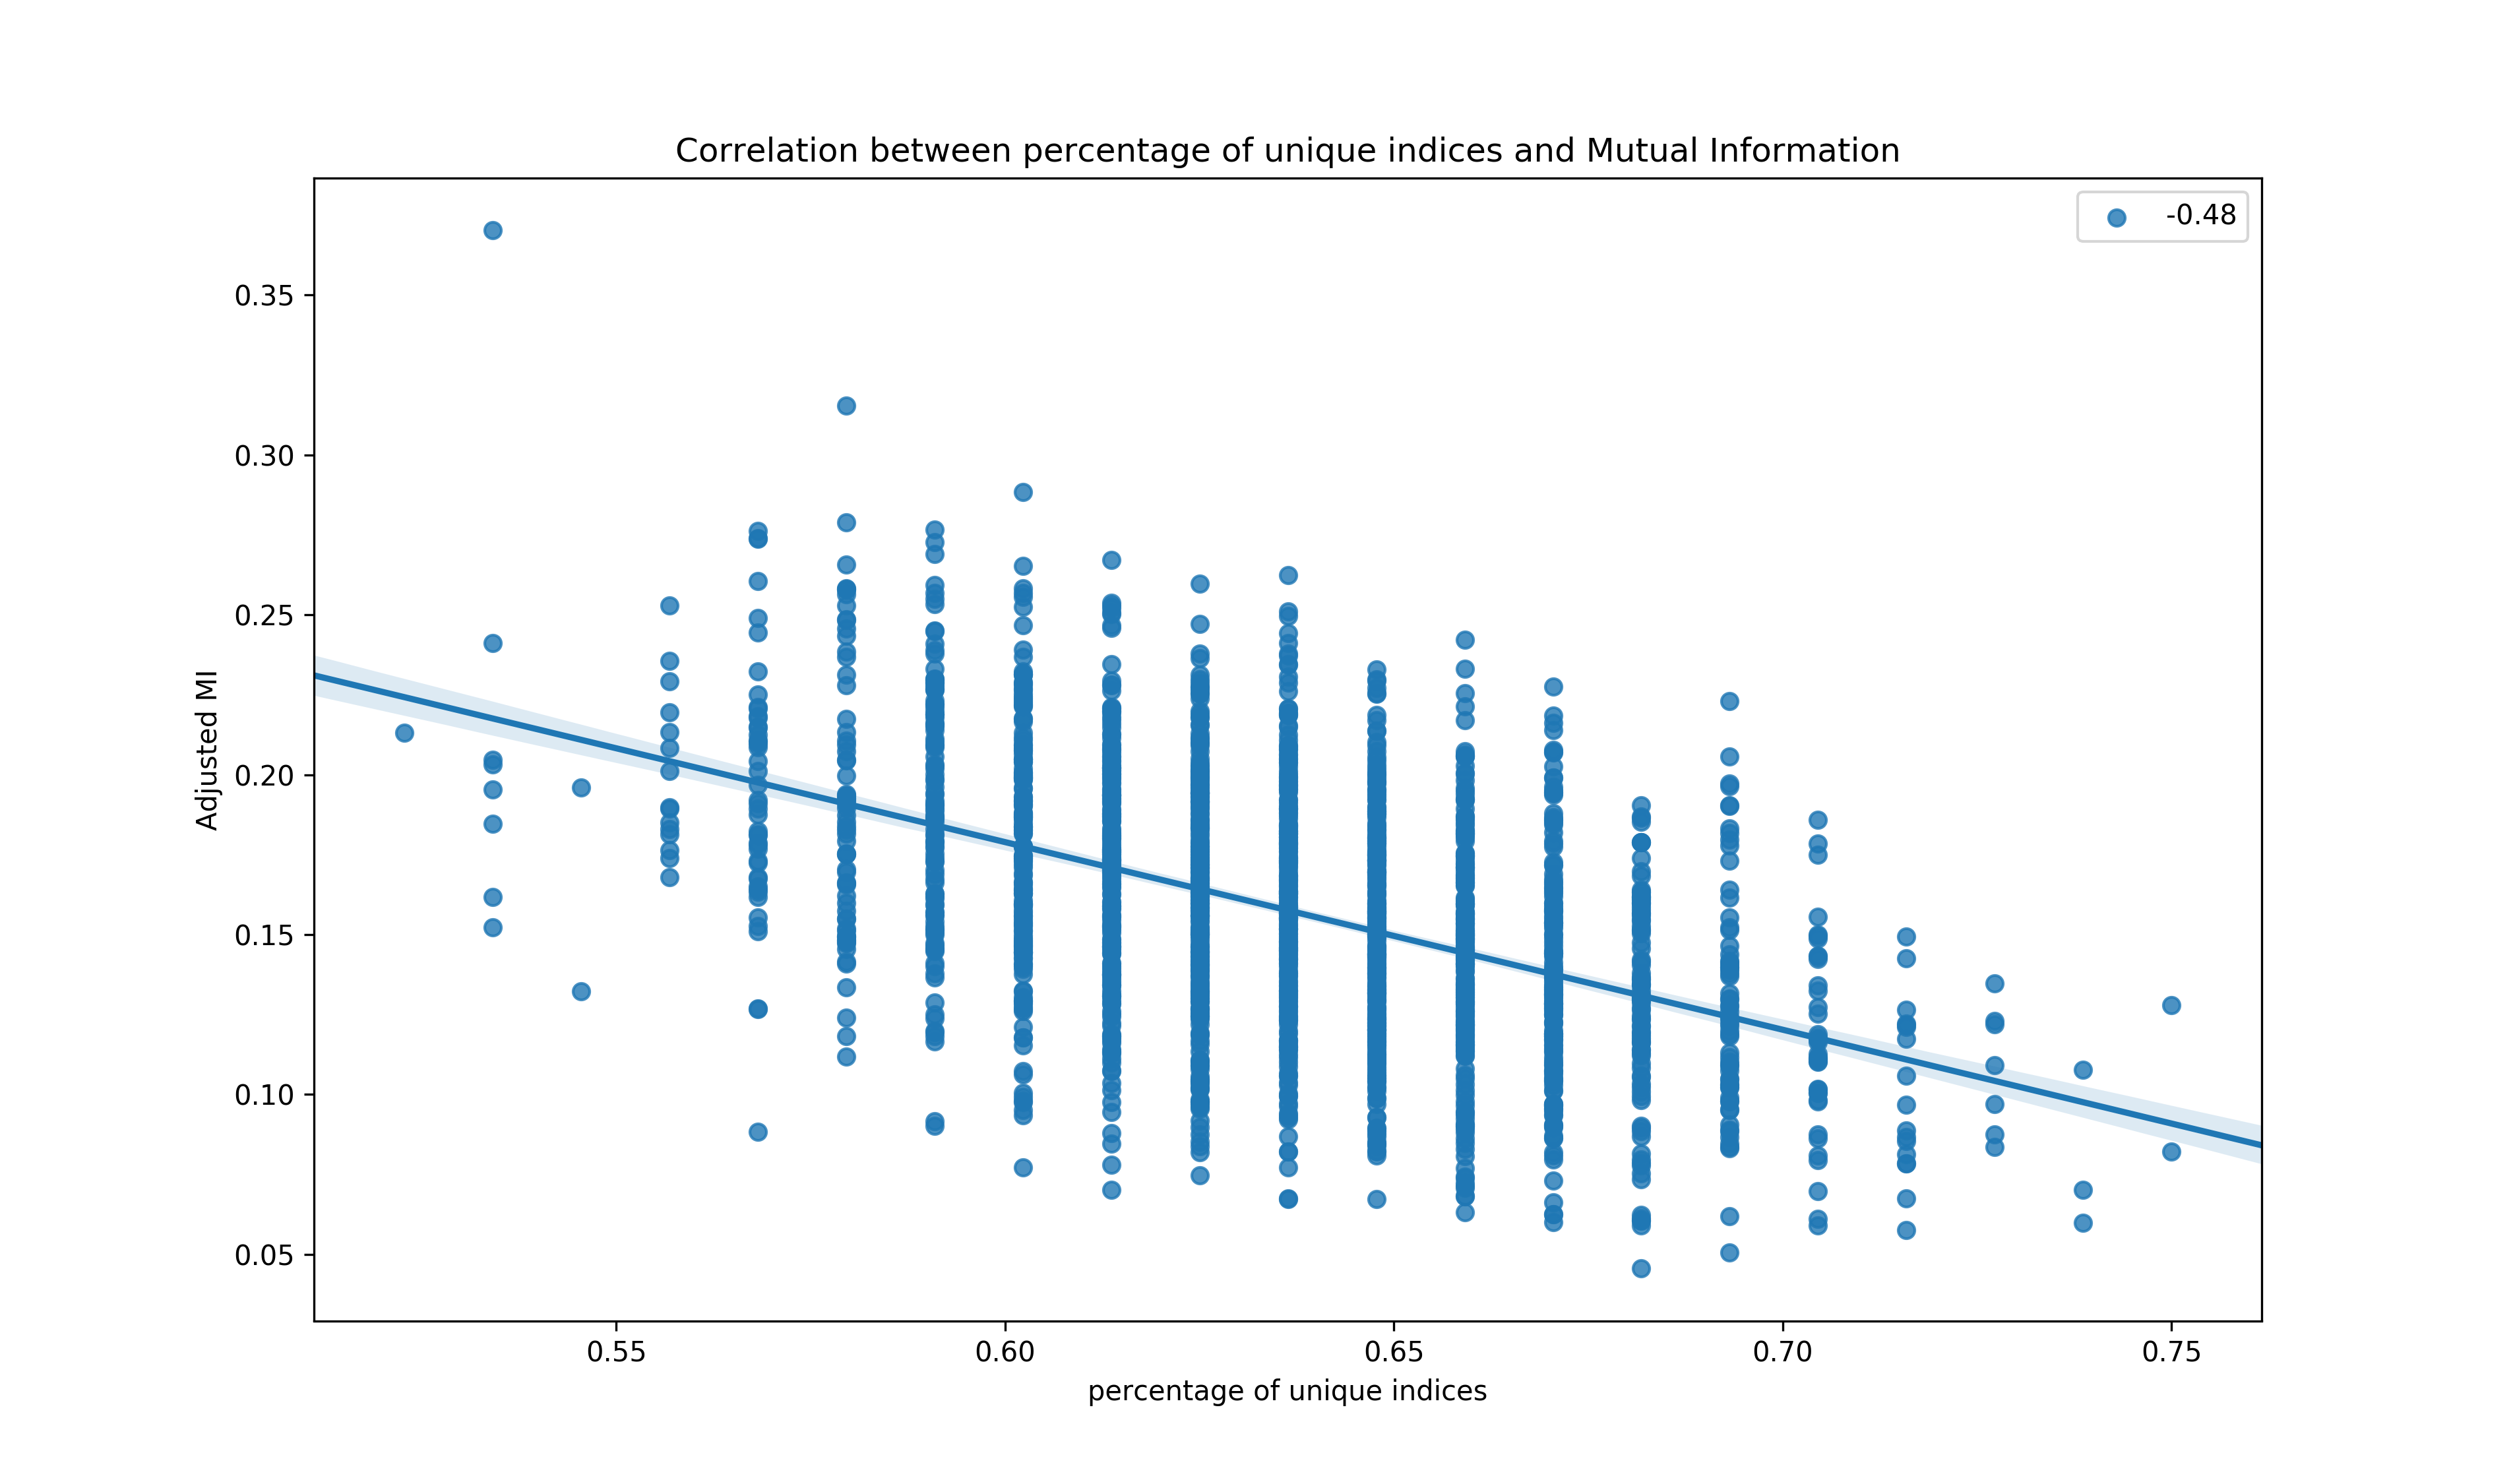 Correlation between percentage of unique indices and Mutual Information
-0.48
0.35
0.30
0.25
0.20
0.15
0.10
0.05
Adjusted MI
0.55 0.60 0.65 0.70 0.75
percentage of unique indices